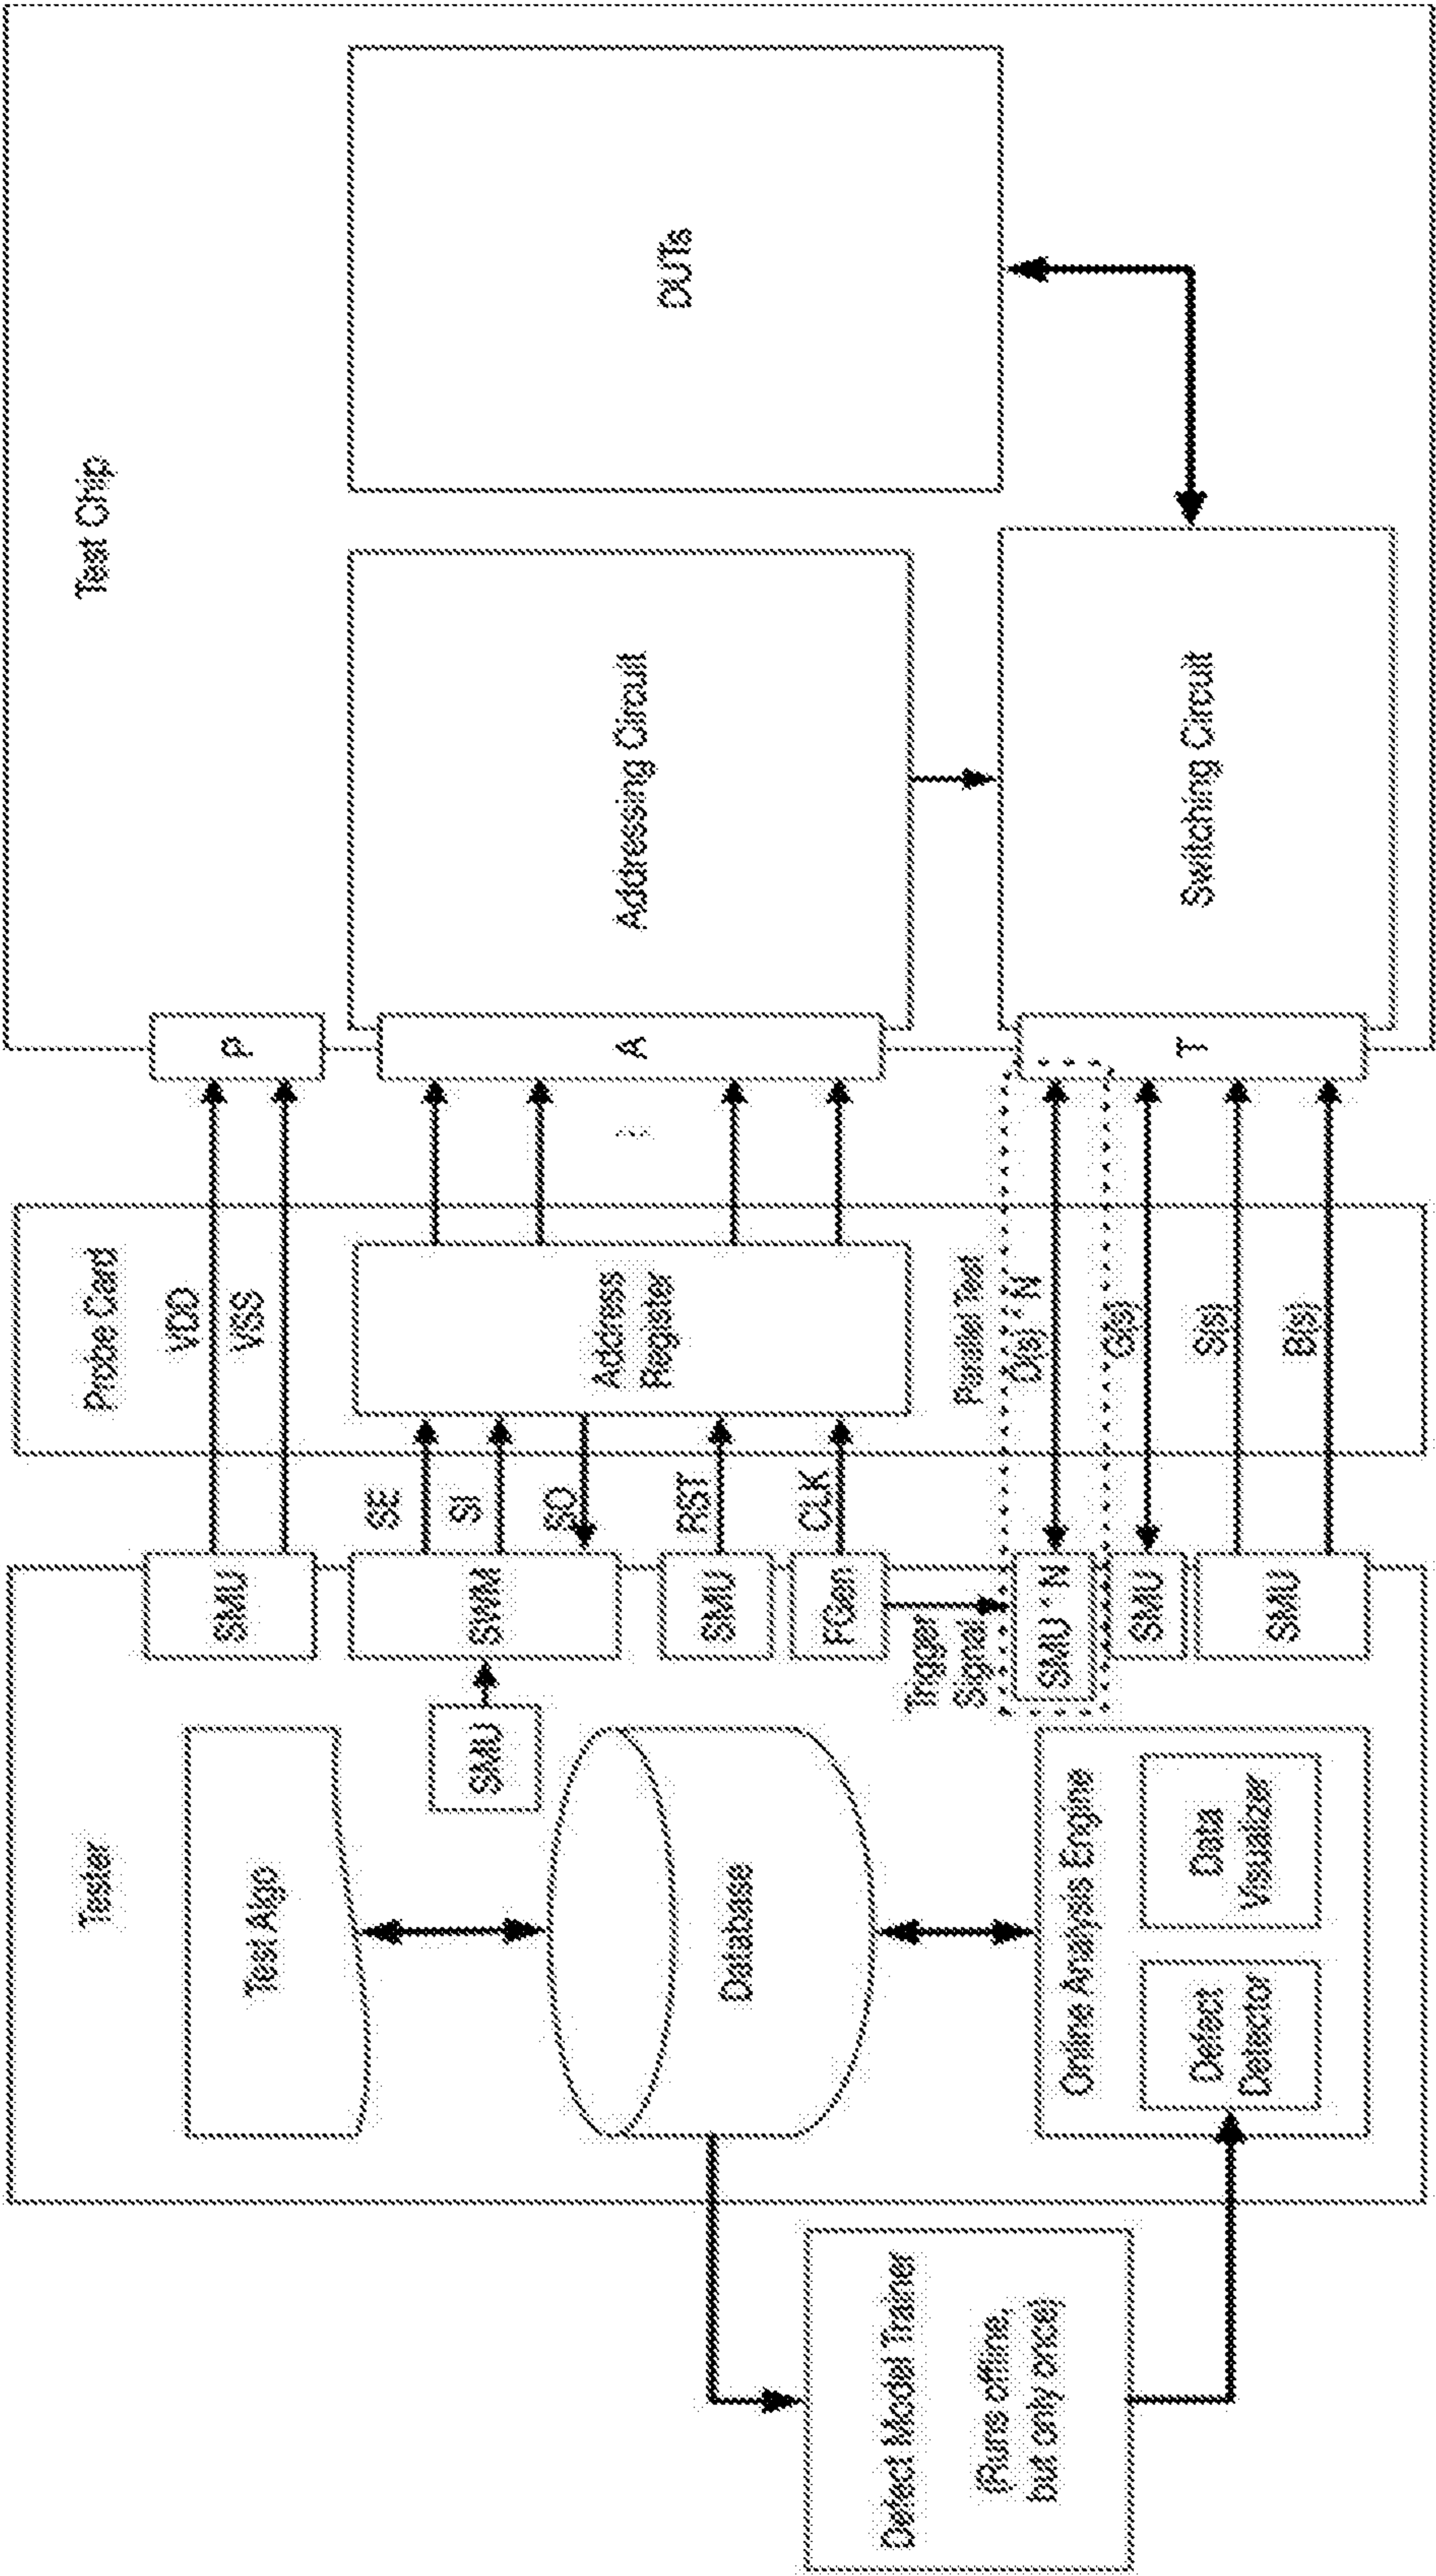 Tester
Probe Card
Test Chip
Test Algo
SMU
VDD
VSS
P
SMU
SWM
SE
SI
SO
Address
Register
A
Addressing Circuit
DUTs
SMU
RST
FGen
CLK
Database
Trigger
Signal
Parallel Test
SMU * N
D(s) * N
T
Switching Circuit
SMU
G(s)
SMU
S(s)
B(s)
Online Analysis Engine
Defect
Detector
Data
Visualizer
Defect Model Trainer
(Runs offline,
but only once)